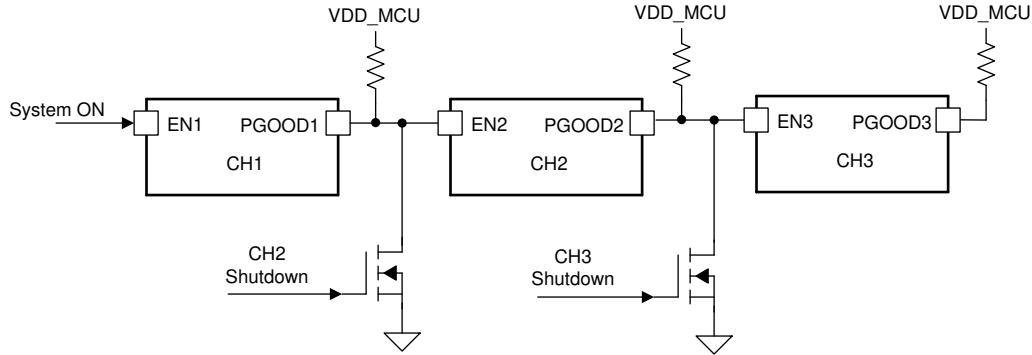 VDD_MCU
VDD_MCU
VDD_MCU
System ON
EN1
PGOOD1
EN2
PGOOD2
EN3
PGOOD3
CH1
CH2
CH3
CH2
Shutdown
CH3
Shutdown